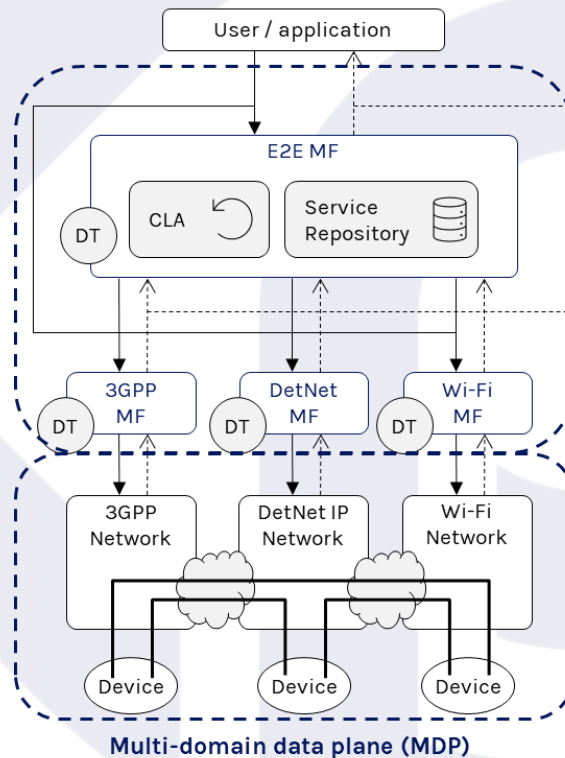 User / application
E2E MF
CLA
Service
Repository
DT
3GPP
MF
DetNet
MF
Wi-Fi
MF
DT
DT
DT
3GPP
Network
DetNet IP
Network
Wi-Fi
Network
Device
Device
Device
Multi-domain data plane (MDP)